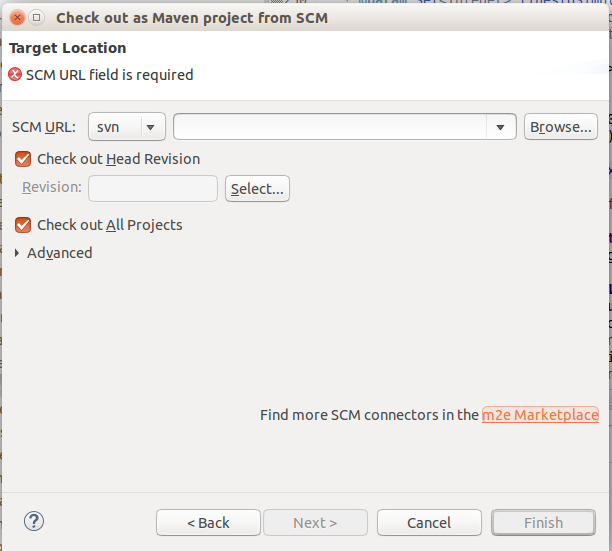 Check out as Maven project from SCM
Target Location
SCM URL field is required
SCM URL: svn Browse...
Check out Head Revision
Revision: Select...
Check out All Projects
Advanced
Find more SCM connectors in the m2e Marketplace
? < Back Next > Cancel Finish